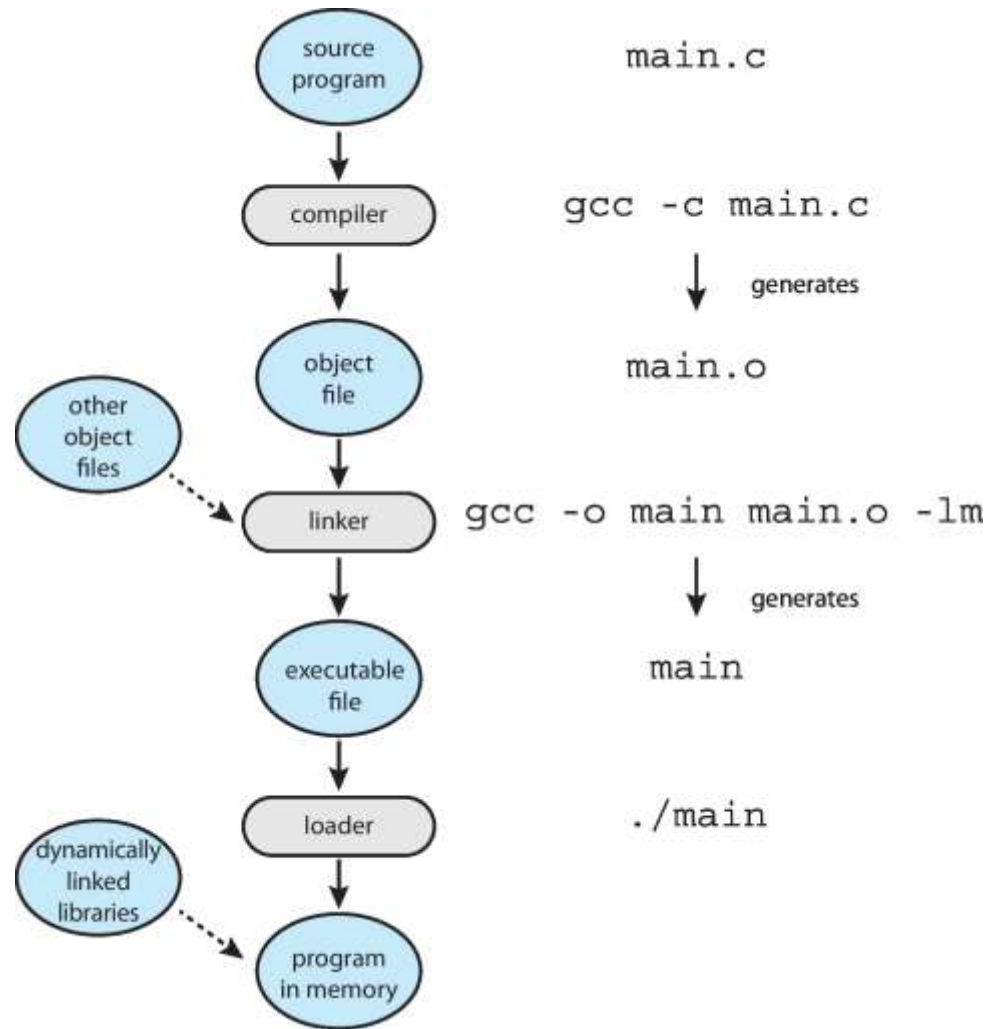 source
program
main.c
compiler
gcc -c main.c
generates
object
file
main.o
other
object
files
linker
gcc -o main main.o -lm
generates
executable
file
main
loader
./main
dynamically
linked
libraries
program
in memory